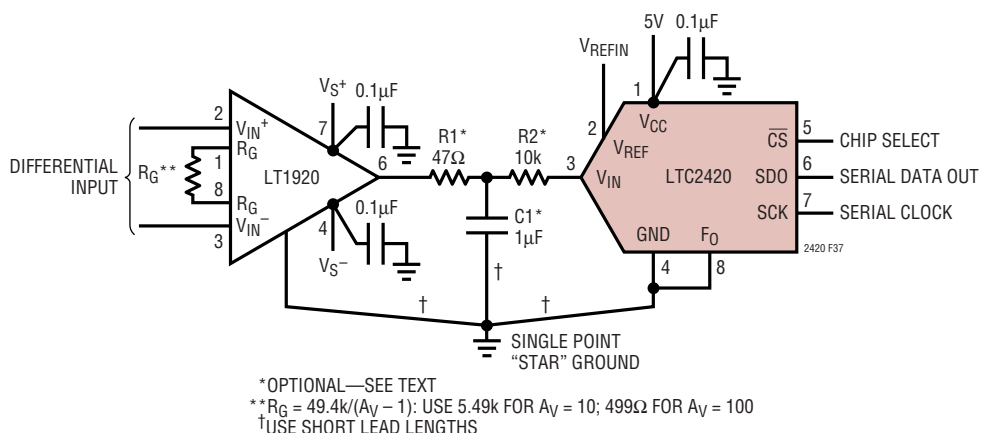 5V
0.1µF
VREFIN
VS+
0.1µF
1
2
7
VCC
CS
5
CHIP SELECT
VIN+
RG
R1*
R2*
2
VREF
DIFFERENTIAL
INPUT
RG**
1
LT1920
6
47Ω
10k
3
VIN
LTC2420
SDO
6
SERIAL DATA OUT
8
RG
VIN–
0.1µF
C1*
1µF
SCK
7
SERIAL CLOCK
3
4
VS–
GND
FO
2420 F37
†
4
8
†
†
SINGLE POINT
“STAR” GROUND
*OPTIONAL—SEE TEXT
**RG = 49.4k/(AV – 1): USE 5.49k FOR AV = 10; 499Ω FOR AV = 100
†USE SHORT LEAD LENGTHS